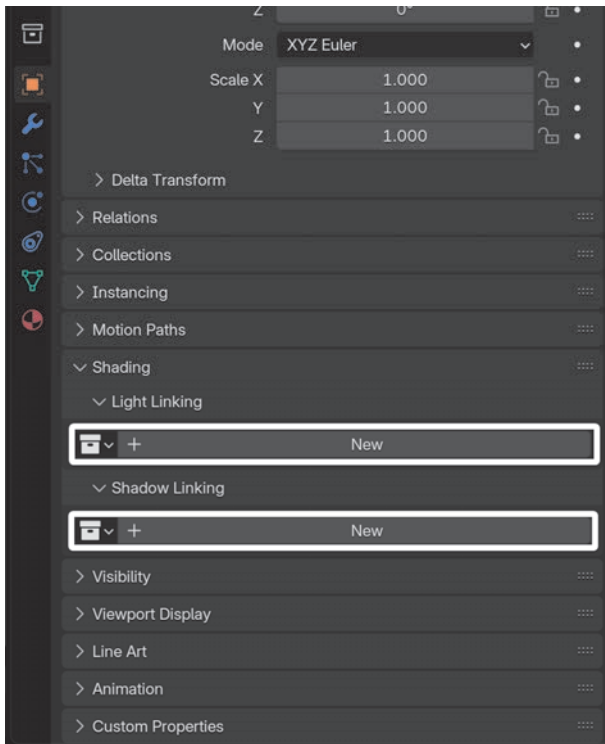 Z 0°
Mode XYZ Euler
Scale X 1.000
Y 1.000
Z 1.000
Delta Transform
Relations
Collections
Instancing
Motion Paths
Shading
Light Linking
+ New
Shadow Linking
+ New
Visibility
Viewport Display
Line Art
Animation
Custom Properties